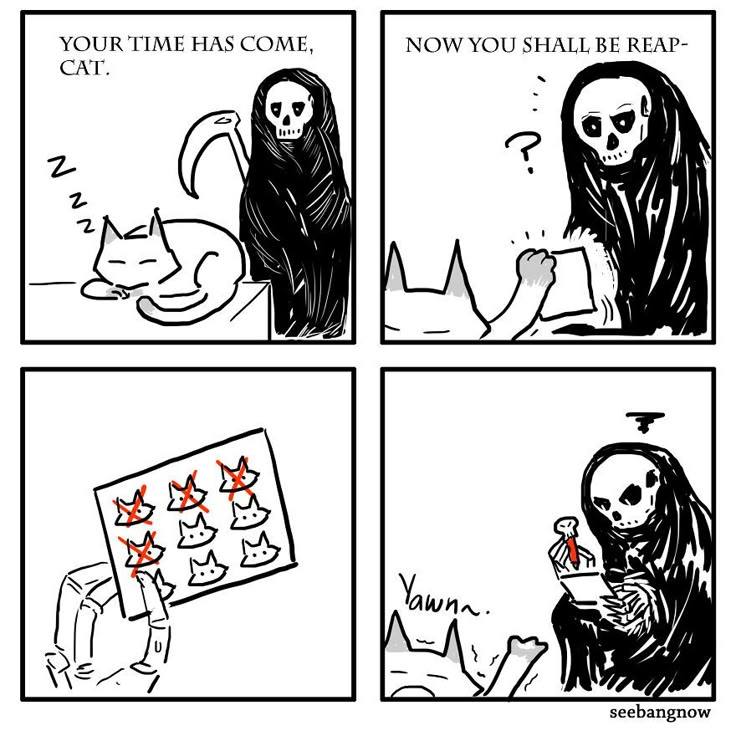 YOUR TIME HAS COME,
CAT.
NOW YOU SHALL BE REAP-
Z
Z
Z
?
Yawn~.
seebangnow